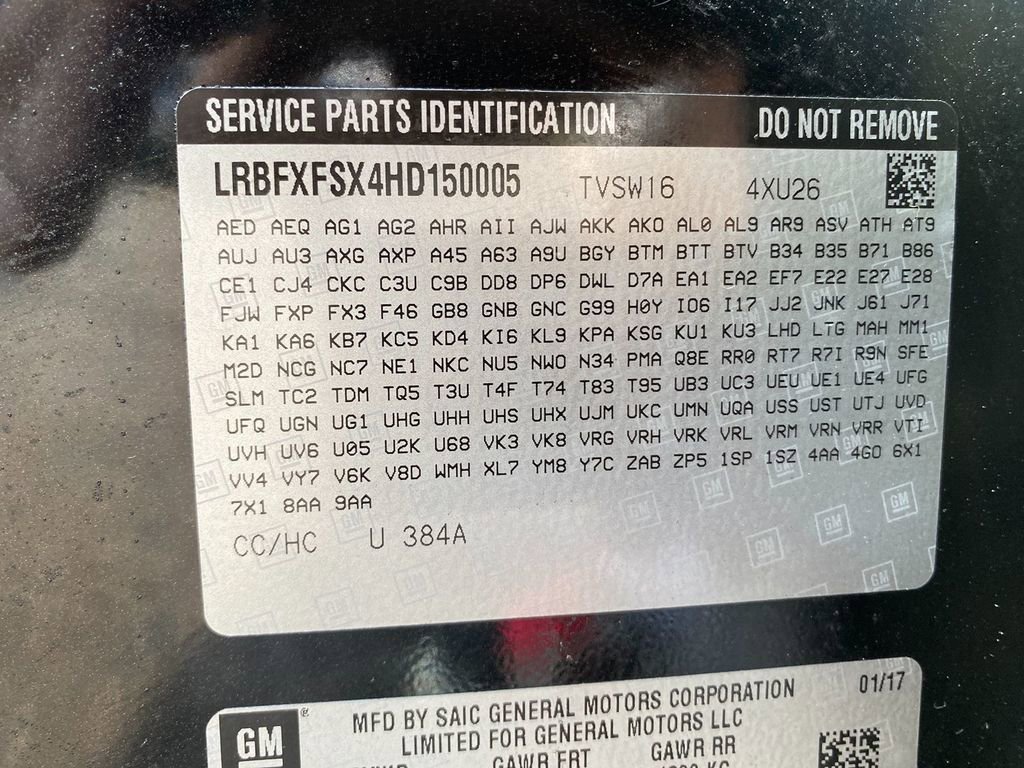 SERVICE PARTS IDENTIFICATION DO NOT REMOVE
LRBFXFSX4HD150005 TVSW16 4XU26
AED AEQ AG1 AG2 AHR AII AJW AKK AKO AL0 AL9 AR9 ASV ATH AT9
AUJ AU3 AXG AXP A45 A63 A9U BGY BTM BTT BTV B34 B35 B71 B86
CE1 CJ4 CKC C3U C9B DD8 DP6 DWL D7A EA1 EA2 EF7 E22 E27 E28
FJW FXP FX3 F46 GB8 GNB GNC G99 H0Y I06 I17 JJ2 JNK J61 J71
KA1 KA6 KB7 KC5 KD4 KI6 KL9 KPA KSG KU1 KU3 LHD LTG MAH MM1
M2D NCG NC7 NE1 NKC NU5 NWO N34 PMA Q8E RR0 RT7 R7I R9N SFE
SLM TC2 TDM TQ5 T3U T4F T74 T83 T95 UB3 UC3 UEU UE1 UE4 UFG
UFQ UGN UG1 UHG UHH UHS UHX UJM UKC UMN UQA USS UST UTJ UVD
UVH UV6 U05 U2K U68 VK3 VK8 VRG VRH VRK VRL VRM VRN VRR VTI
VV4 VY7 V6K V8D WMH XL7 YM8 Y7C ZAB ZP5 1SP 1SZ 4AA 4GO 6X1
7X1 8AA 9AA
CC/HC U 384A
GM ® MFD BY SAIC GENERAL MOTORS CORPORATION 01/17
LIMITED FOR GENERAL MOTORS LLC
GAWR FRT GAWR RR